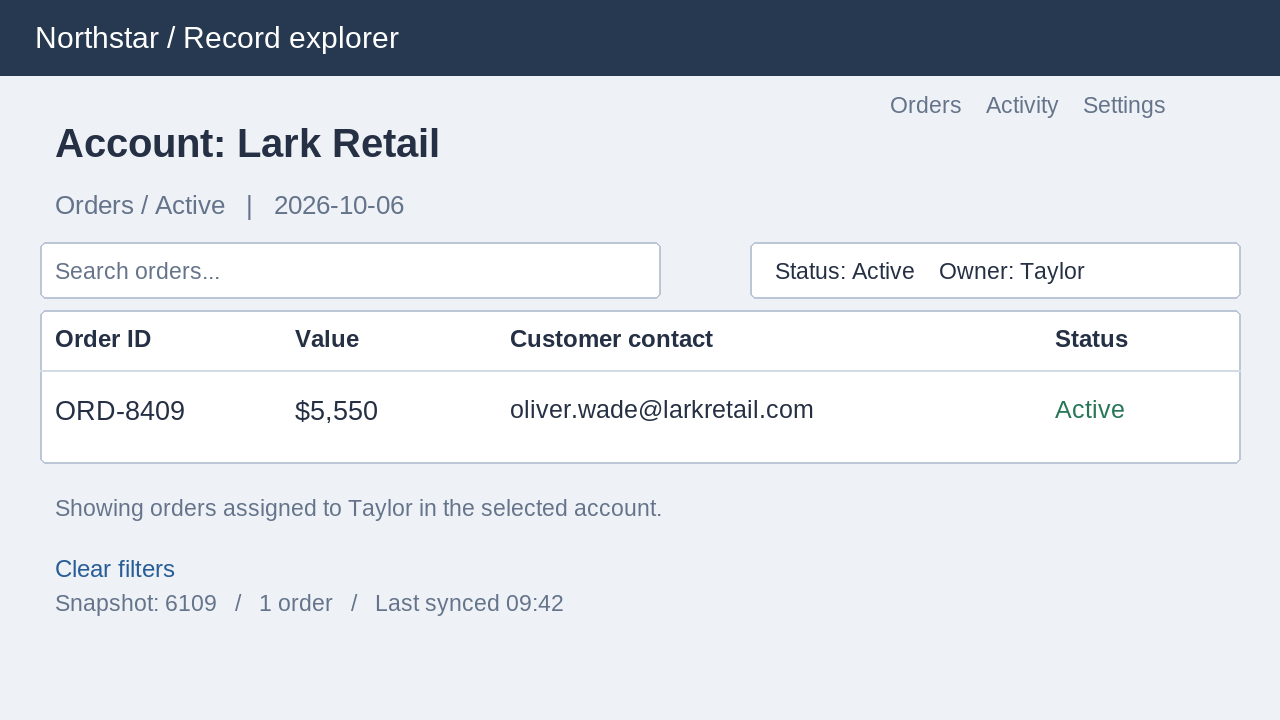 Northstar / Record explorer
Orders Activity Settings
Account: Lark Retail
Orders / Active | 2026-10-06
Search orders...
Status: Active Owner: Taylor
Order ID Value Customer contact Status
ORD-8409 $5,550 oliver.wade@larkretail.com Active
Showing orders assigned to Taylor in the selected account.
Clear filters
Snapshot: 6109 / 1 order / Last synced 09:42